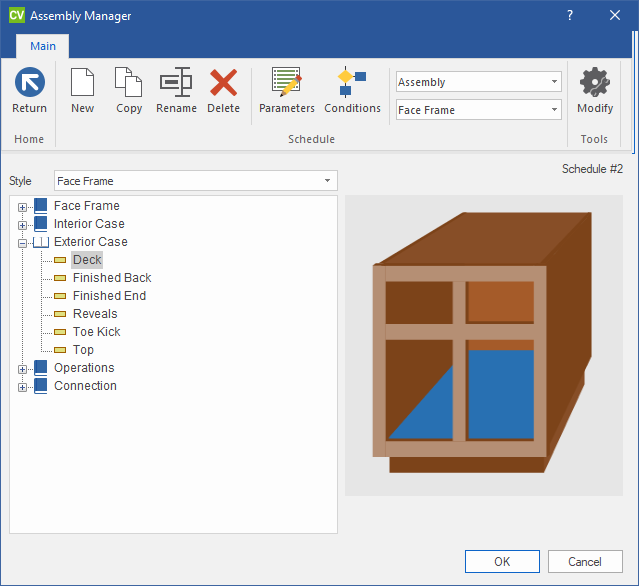 CV Assembly Manager ?
Main
Return New Copy Rename Delete Parameters Conditions Assembly Face Frame Modify
Home Schedule Tools
Schedule #2
Style Face Frame
Face Frame
Interior Case
Exterior Case
Deck
Finished Back
Finished End
Reveals
Toe Kick
Top
Operations
Connection
OK Cancel